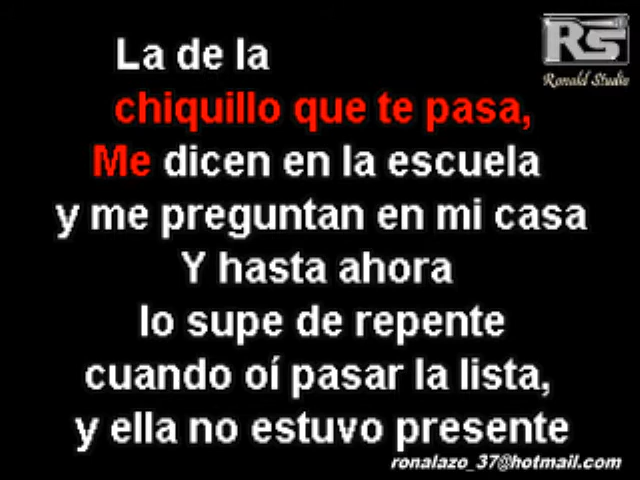 La de la
RS
Ronald Studio
chiquillo que te pasa,
Me dicen en la escuela
y me preguntan en mi casa
Y hasta ahora
lo supe de repente
cuando oí pasar la lista,
y ella no estuvo presente
ronalazo_37@hotmail.com